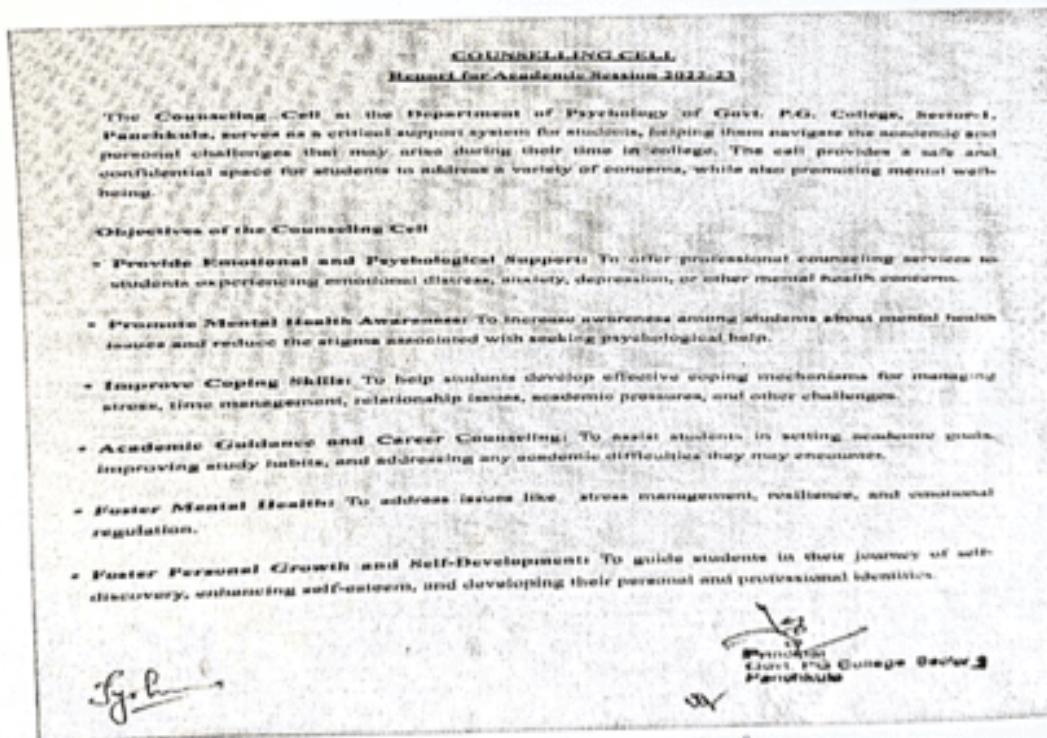 COUNSELLING CELL
Report for Academic Session 2022-23
The Counseling Cell at the Department of Psychology of Govt. P.G. College, Sector-1,
Panchkula, serves as a critical support system for students, helping them navigate the academic and
personal challenges that may arise during their time in college. The cell provides a safe and
confidential space for students to address a variety of concerns, while also promoting mental well-
being.
Objectives of the Counseling Cell
• Provide Emotional and Psychological Support: To offer professional counseling services to
students experiencing emotional distress, anxiety, depression, or other mental health concerns.
• Promote Mental Health Awareness: To increase awareness among students about mental health
issues and reduce the stigma associated with seeking psychological help.
• Improve Coping Skills: To help students develop effective coping mechanisms for managing
stress, time management, relationship issues, academic pressures, and other challenges.
• Academic Guidance and Career Counseling: To assist students in setting academic goals,
improving study habits, and addressing any academic difficulties they may encounter.
• Foster Mental Health: To address issues like stress management, resilience, and emotional
regulation.
• Foster Personal Growth and Self-Development: To guide students in their journey of self-
discovery, enhancing self-esteem, and developing their personal and professional identities.
Principal
Govt. PG College Sector
Panchkula